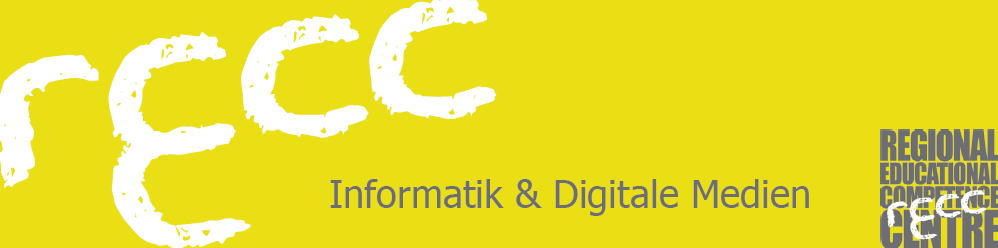 recc
Informatik & Digitale Medien
REGIONAL
EDUCATIONAL
COMPETENCE
CENTRE
recc